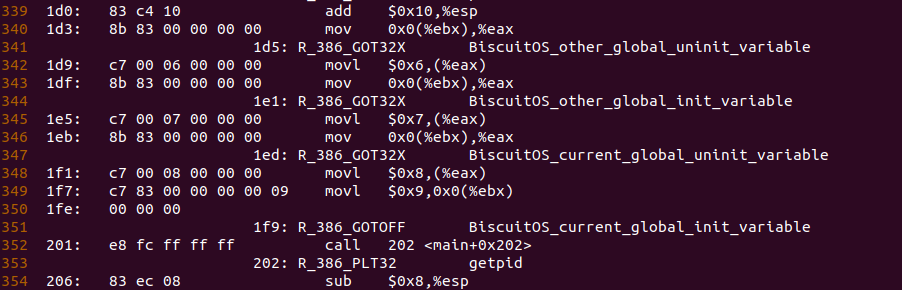 339 1d0: 83 c4 10 add $0x10,%esp
340 1d3: 8b 83 00 00 00 00 mov 0x0(%ebx),%eax
341 1d5: R_386_GOT32X BiscuitOS_other_global_uninit_variable
342 1d9: c7 00 06 00 00 00 movl $0x6,(%eax)
343 1df: 8b 83 00 00 00 00 mov 0x0(%ebx),%eax
344 1e1: R_386_GOT32X BiscuitOS_other_global_init_variable
345 1e5: c7 00 07 00 00 00 movl $0x7,(%eax)
346 1eb: 8b 83 00 00 00 00 mov 0x0(%ebx),%eax
347 1ed: R_386_GOT32X BiscuitOS_current_global_uninit_variable
348 1f1: c7 00 08 00 00 00 movl $0x8,(%eax)
349 1f7: c7 83 00 00 00 00 09 movl $0x9,0x0(%ebx)
350 1fe: 00 00 00
351 1f9: R_386_GOTOFF BiscuitOS_current_global_init_variable
352 201: e8 fc ff ff ff call 202 <main+0x202>
353 202: R_386_PLT32 getpid
354 206: 83 ec 08 sub $0x8,%esp